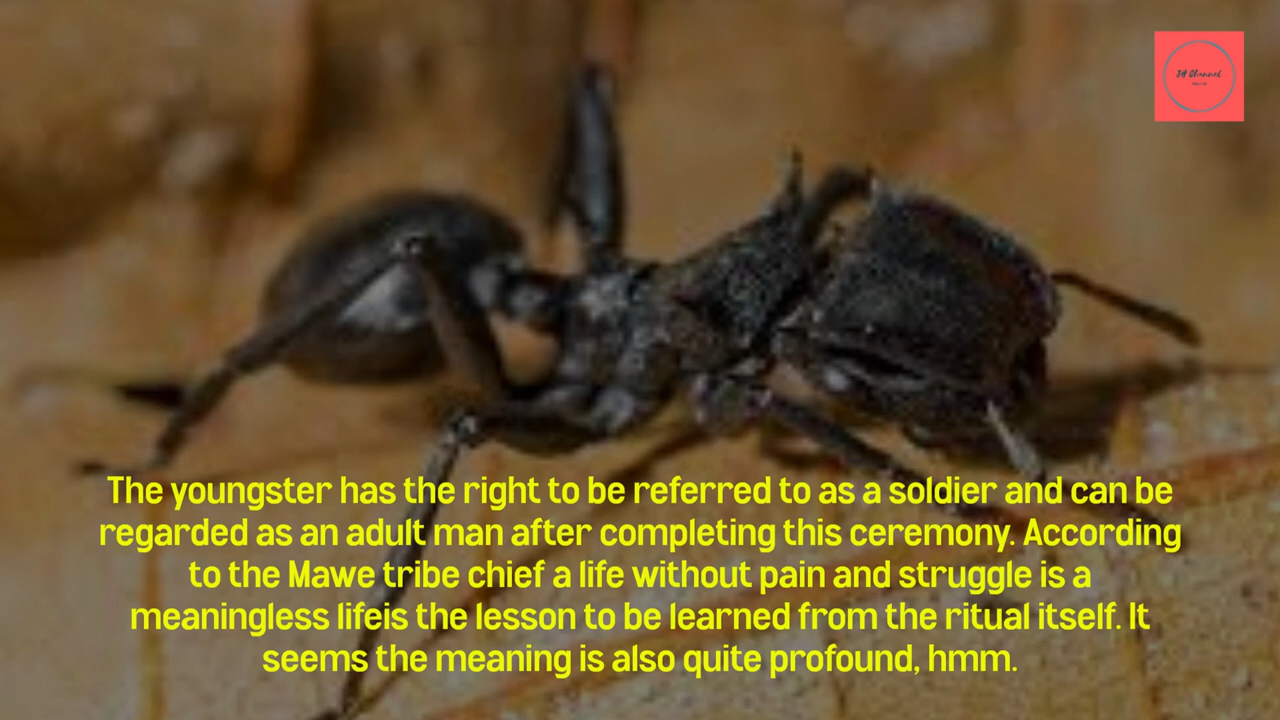 14 Channel
The youngster has the right to be referred to as a soldier and can be
regarded as an adult man after completing this ceremony. According
to the Mawe tribe chief a life without pain and struggle is a
meaningless lifeis the lesson to be learned from the ritual itself. It
seems the meaning is also quite profound, hmm.